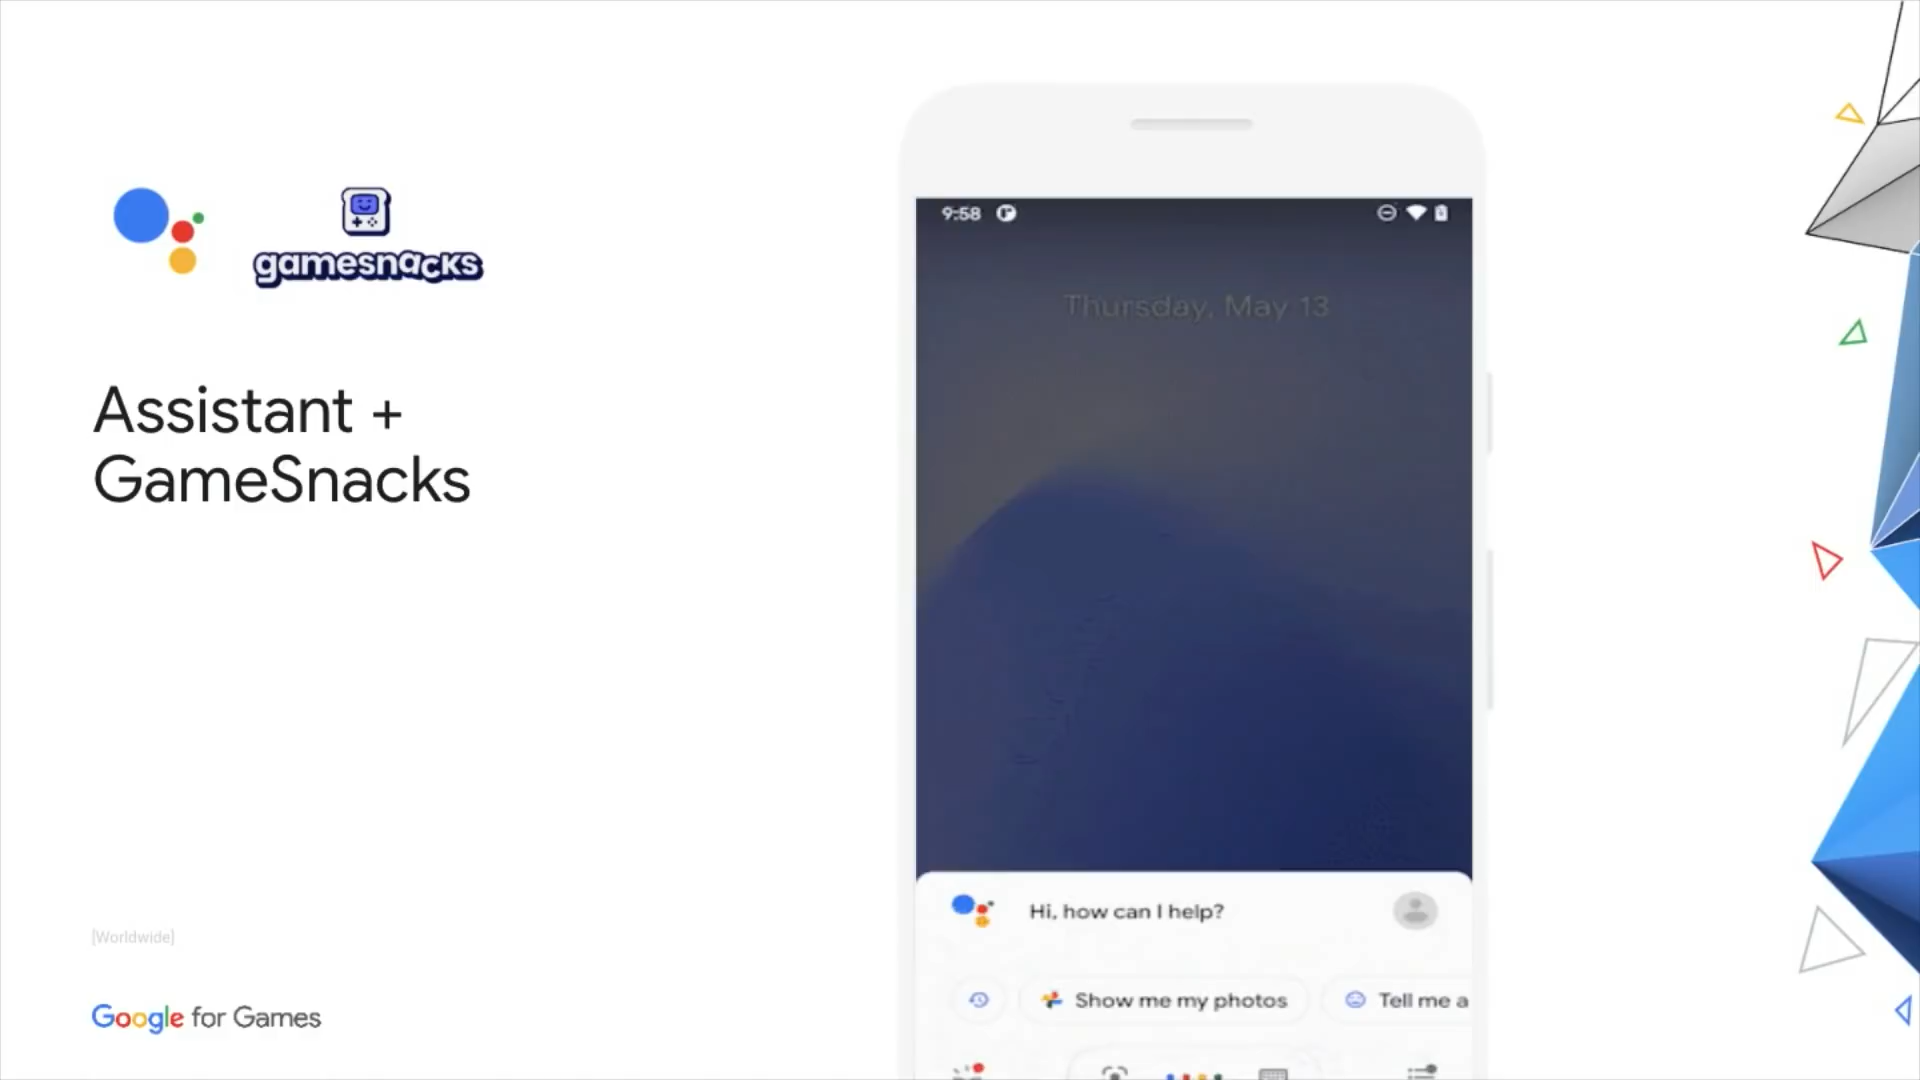 gamesnacks
Assistant +
GameSnacks
[Worldwide]
Google for Games
9:58
Thursday, May 13
Hi, how can I help?
Show me my photos
Tell me a